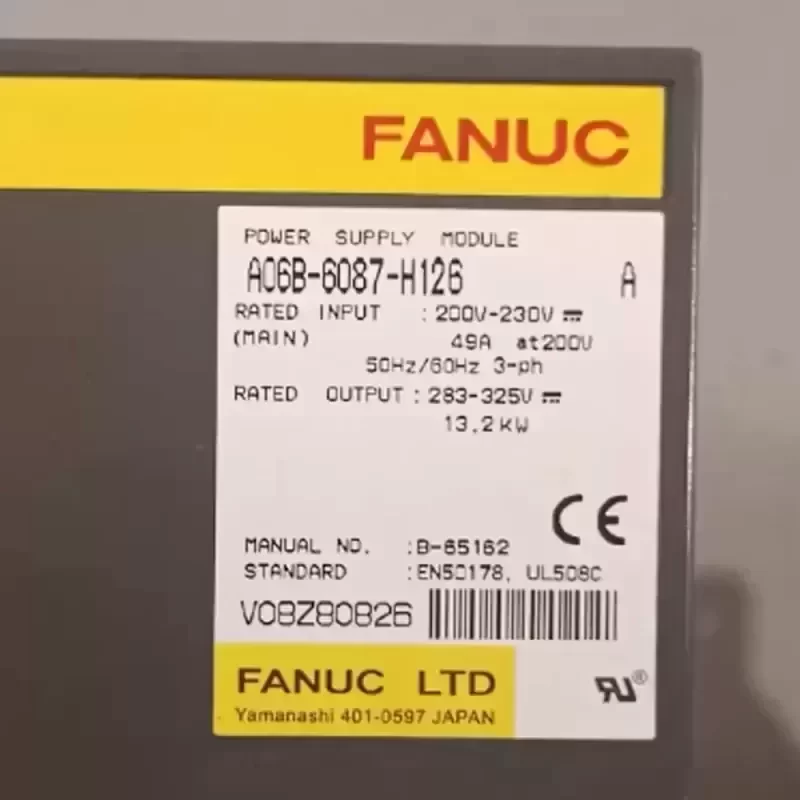 FANUC
POWER SUPPLY MODULE
A06B-6087-H126 A
RATED INPUT : 200V-230V ⎓
(MAIN) 49A at200V
50Hz/60Hz 3-ph
RATED OUTPUT : 283-325V ⎓
13.2kW
CE
MANUAL NO. :B-65162
STANDARD :EN50178, UL508C
V08Z80826
FANUC LTD
Yamanashi 401-0597 JAPAN
RU®